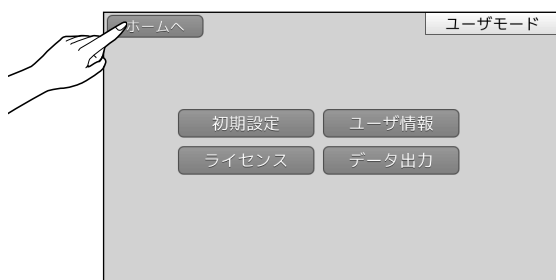 ホームへ
ユーザモード
初期設定
ユーザ情報
ライセンス
データ出力